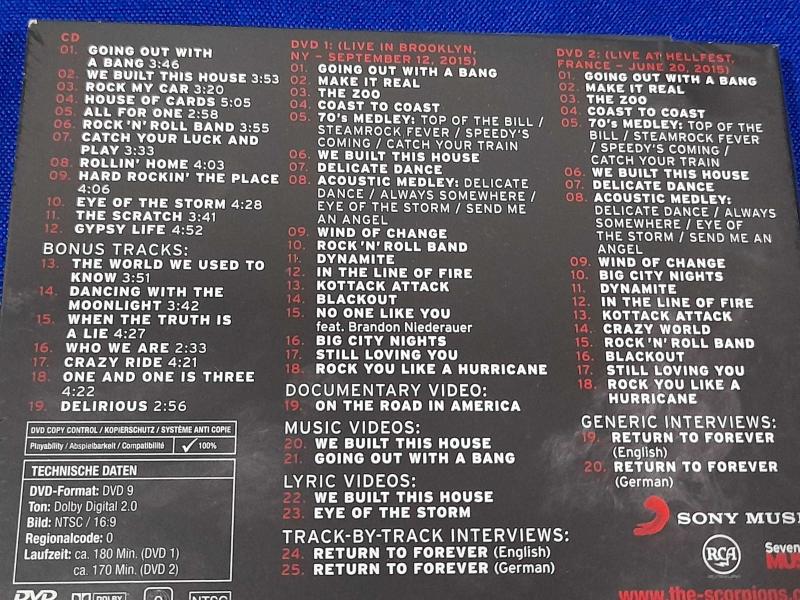 CD
01. GOING OUT WITH
A BANG 3:46
02. WE BUILT THIS HOUSE 3:53
03. ROCK MY CAR 3:20
04. HOUSE OF CARDS 5:05
05. ALL FOR ONE 2:58
06. ROCK 'N' ROLL BAND 3:55
07. CATCH YOUR LUCK AND
PLAY 3:33
08. ROLLIN' HOME 4:03
09. HARD ROCKIN' THE PLACE
4:06
10. EYE OF THE STORM 4:28
11. THE SCRATCH 3:41
12. GYPSY LIFE 4:52
BONUS TRACKS:
13. THE WORLD WE USED TO
KNOW 3:51
14. DANCING WITH THE
MOONLIGHT 3:42
15. WHEN THE TRUTH IS
A LIE 4:27
16. WHO WE ARE 2:33
17. CRAZY RIDE 4:21
18. ONE AND ONE IS THREE
4:22
19. DELIRIOUS 2:56
DVD COPY CONTROL / KOPIERSCHUTZ / SYSTÈME ANTI COPIE
Playability / Abspielbarkeit / Compatibilité 100%
TECHNISCHE DATEN
DVD-Format: DVD 9
Ton: Dolby Digital 2.0
Bild: NTSC / 16:9
Regionalcode: 0
Laufzeit: ca. 180 Min. (DVD 1)
ca. 170 Min. (DVD 2)
DVD DOLBY 0 NTSC
DVD 1: (LIVE IN BROOKLYN,
NY – SEPTEMBER 12, 2015)
01. GOING OUT WITH A BANG
02. MAKE IT REAL
03. THE ZOO
04. COAST TO COAST
05. 70'S MEDLEY: TOP OF THE BILL /
STEAMROCK FEVER / SPEEDY'S
COMING / CATCH YOUR TRAIN
06. WE BUILT THIS HOUSE
07. DELICATE DANCE
08. ACOUSTIC MEDLEY: DELICATE
DANCE / ALWAYS SOMEWHERE /
EYE OF THE STORM / SEND ME
AN ANGEL
09. WIND OF CHANGE
10. ROCK 'N' ROLL BAND
11. DYNAMITE
12. IN THE LINE OF FIRE
13. KOTTACK ATTACK
14. BLACKOUT
15. NO ONE LIKE YOU
feat. Brandon Niederauer
16. BIG CITY NIGHTS
17. STILL LOVING YOU
18. ROCK YOU LIKE A HURRICANE
DOCUMENTARY VIDEO:
19. ON THE ROAD IN AMERICA
MUSIC VIDEOS:
20. WE BUILT THIS HOUSE
21. GOING OUT WITH A BANG
LYRIC VIDEOS:
22. WE BUILT THIS HOUSE
23. EYE OF THE STORM
TRACK-BY-TRACK INTERVIEWS:
24. RETURN TO FOREVER (English)
25. RETURN TO FOREVER (German)
DVD 2: (LIVE AT HELLFEST,
FRANCE – JUNE 20, 2015)
01. GOING OUT WITH A BANG
02. MAKE IT REAL
03. THE ZOO
04. COAST TO COAST
05. 70'S MEDLEY: TOP OF THE
BILL / STEAMROCK FEVER
/ SPEEDY'S COMING /
CATCH YOUR TRAIN
06. WE BUILT THIS HOUSE
07. DELICATE DANCE
08. ACOUSTIC MEDLEY:
DELICATE DANCE / ALWAYS
SOMEWHERE / EYE OF
THE STORM / SEND ME AN
ANGEL
09. WIND OF CHANGE
10. BIG CITY NIGHTS
11. DYNAMITE
12. IN THE LINE OF FIRE
13. KOTTAK ATTACK
14. CRAZY WORLD
15. ROCK 'N' ROLL BAND
16. BLACKOUT
17. STILL LOVING YOU
18. ROCK YOU LIKE A
HURRICANE
GENERIC INTERVIEWS:
19. RETURN TO FOREVER
(English)
20. RETURN TO FOREVER
(German)
SONY MUSI
RCA
Seven
MUS
www.the-scorpions.c